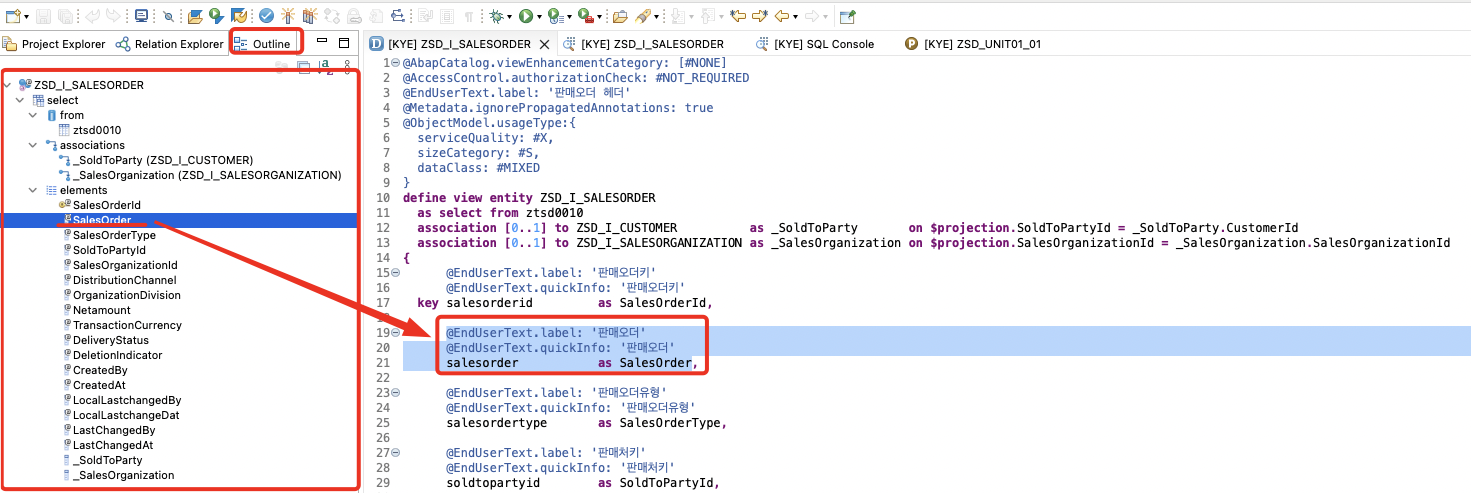 Project Explorer
Relation Explorer
Outline
ZSD_I_SALESORDER
select
from
ztsd0010
associations
_SoldToParty (ZSD_I_CUSTOMER)
_SalesOrganization (ZSD_I_SALESORGANIZATION)
elements
SalesOrderId
SalesOrder
SalesOrderType
SoldToPartyId
SalesOrganizationId
DistributionChannel
OrganizationDivision
Netamount
TransactionCurrency
DeliveryStatus
DeletionIndicator
CreatedBy
CreatedAt
LocalLastchangedBy
LocalLastchangeDat
LastChangedBy
LastChangedAt
_SoldToParty
_SalesOrganization
[KYE] ZSD_I_SALESORDER
[KYE] ZSD_I_SALESORDER
[KYE] SQL Console
[KYE] ZSD_UNIT01_01
1 @AbapCatalog.viewEnhancementCategory: [#NONE]
2 @AccessControl.authorizationCheck: #NOT_REQUIRED
3 @EndUserText.label: '판매오더 헤더'
4 @Metadata.ignorePropagatedAnnotations: true
5 @ObjectModel.usageType:{
6 serviceQuality: #X,
7 sizeCategory: #S,
8 dataClass: #MIXED
9 }
10 define view entity ZSD_I_SALESORDER
11 as select from ztsd0010
12 association [0..1] to ZSD_I_CUSTOMER as _SoldToParty on $projection.SoldToPartyId = _SoldToParty.CustomerId
13 association [0..1] to ZSD_I_SALESORGANIZATION as _SalesOrganization on $projection.SalesOrganizationId = _SalesOrganization.SalesOrganizationId
14 {
15 @EndUserText.label: '판매오더키'
16 @EndUserText.quickInfo: '판매오더키'
17 key salesorderid as SalesOrderId,
18
19 @EndUserText.label: '판매오더'
20 @EndUserText.quickInfo: '판매오더'
21 salesorder as SalesOrder,
22
23 @EndUserText.label: '판매오더유형'
24 @EndUserText.quickInfo: '판매오더유형'
25 salesordertype as SalesOrderType,
26
27 @EndUserText.label: '판매처키'
28 @EndUserText.quickInfo: '판매처키'
29 soldtopartyid as SoldToPartyId,